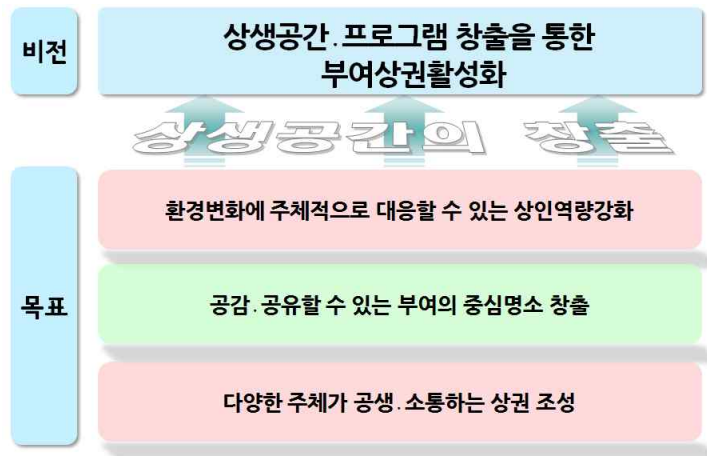 비전
상생공간.프로그램 창출을 통한
부여상권활성화
상생공간의 창출
목표
환경변화에 주체적으로 대응할 수 있는 상인역량강화
공감.공유할 수 있는 부여의 중심명소 창출
다양한 주체가 공생.소통하는 상권 조성